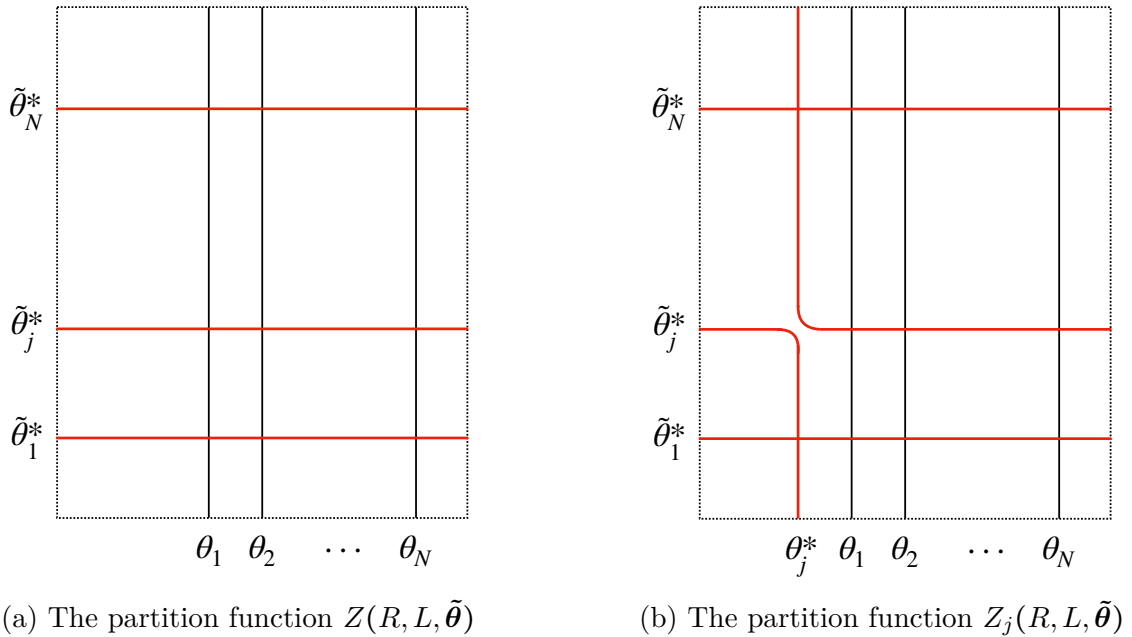 θ̃*_N θ̃*_N
θ̃*_j θ̃*_j
θ̃*_1 θ̃*_1
θ_1 θ_2 ⋯ θ_N θ*_j θ_1 θ_2 ⋯ θ_N
(a) The partition function Z(R, L, θ̃) (b) The partition function Z_j(R, L, θ̃)